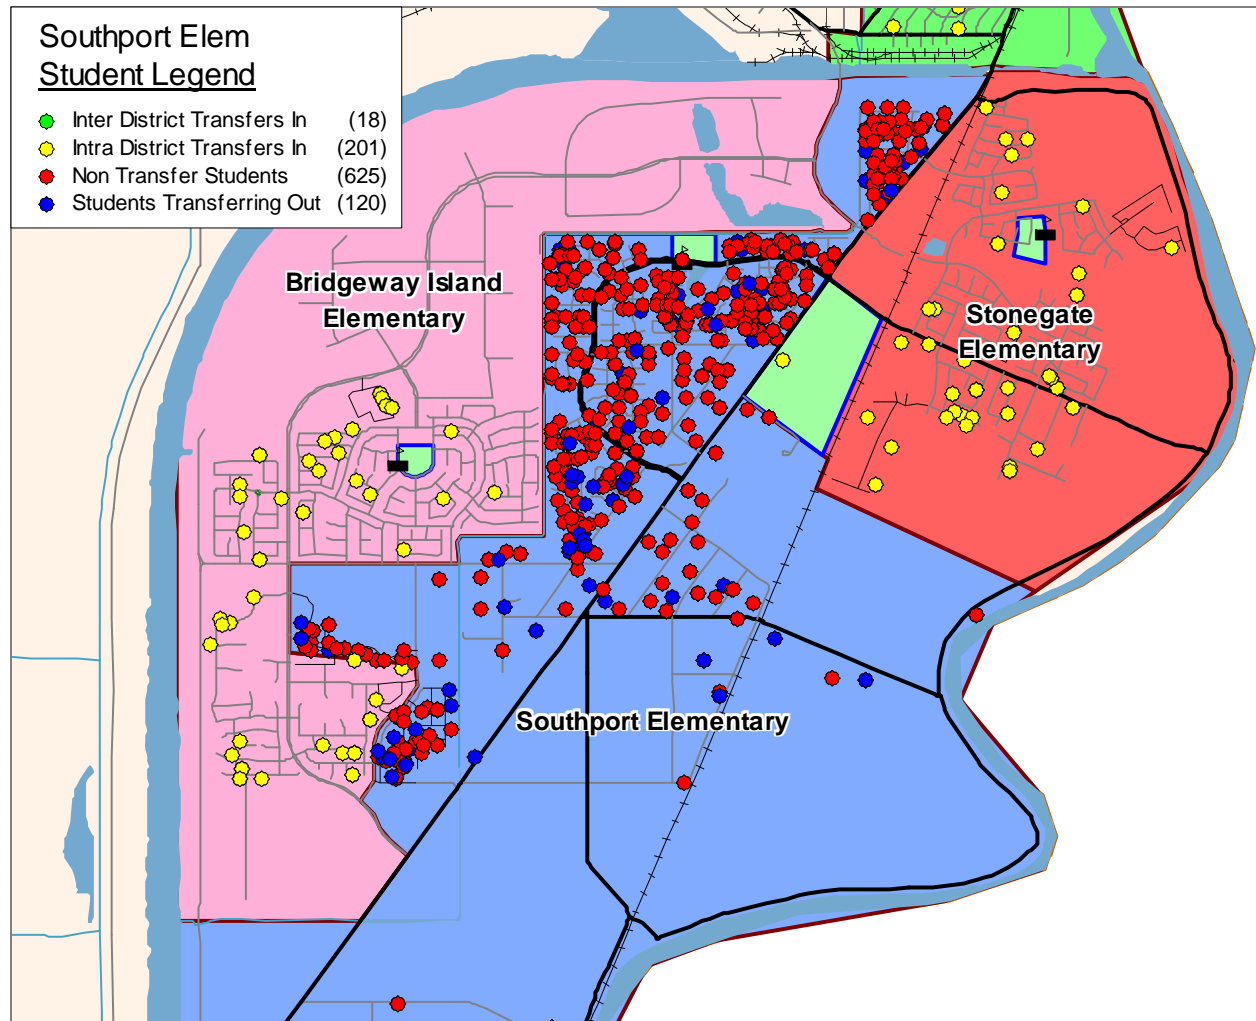 Southport Elem
Student Legend
Inter District Transfers In (18)
Intra District Transfers In (201)
Non Transfer Students (625)
Students Transferring Out (120)
Bridgeway Island
Elementary
Stonegate
Elementary
Southport Elementary